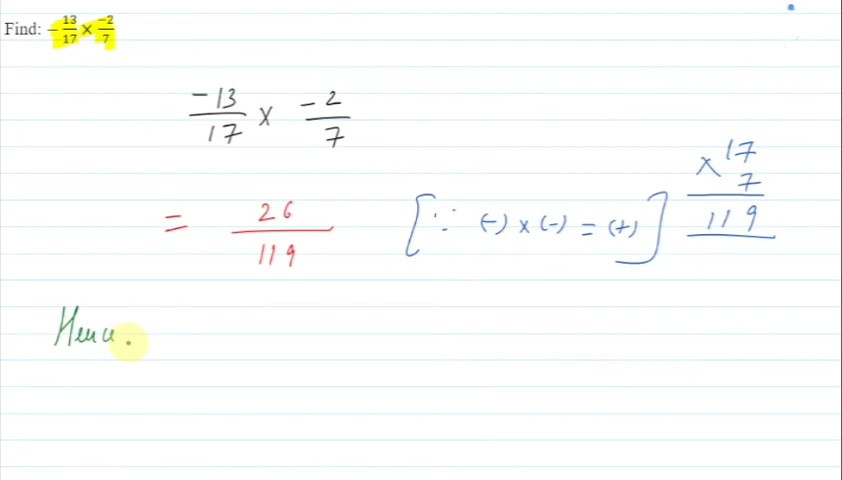 Find: −13/17 × −2/7
−13/17 × −2/7
× 17
7
119
= 26/119 [∵ (−) × (−) = (+)]
Hence.